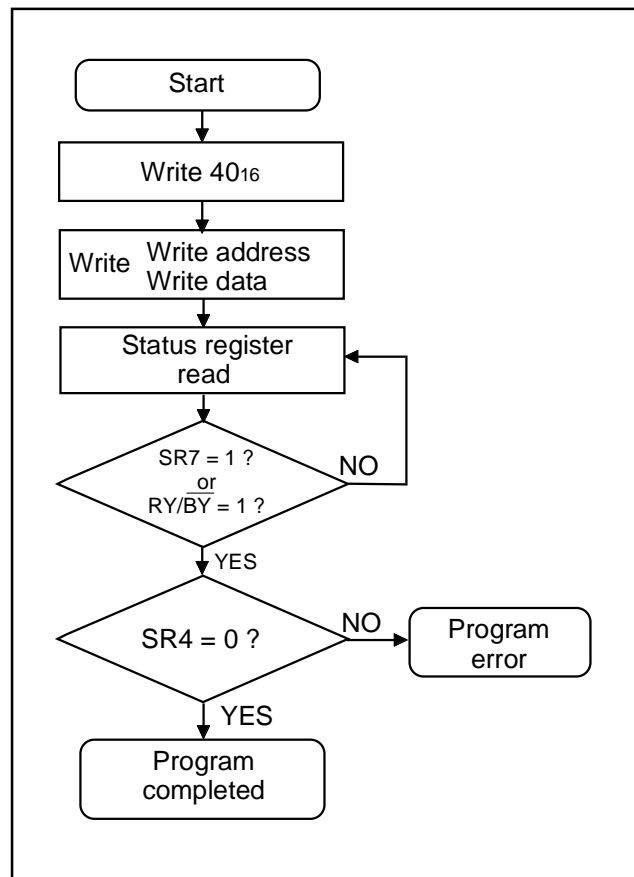 Start
Write 40₁₆
Write
Write address
Write data
Status register
read
SR7 = 1 ?
or
RY/B̅Y̅ = 1 ?
NO
YES
SR4 = 0 ?
NO
Program
error
YES
Program
completed